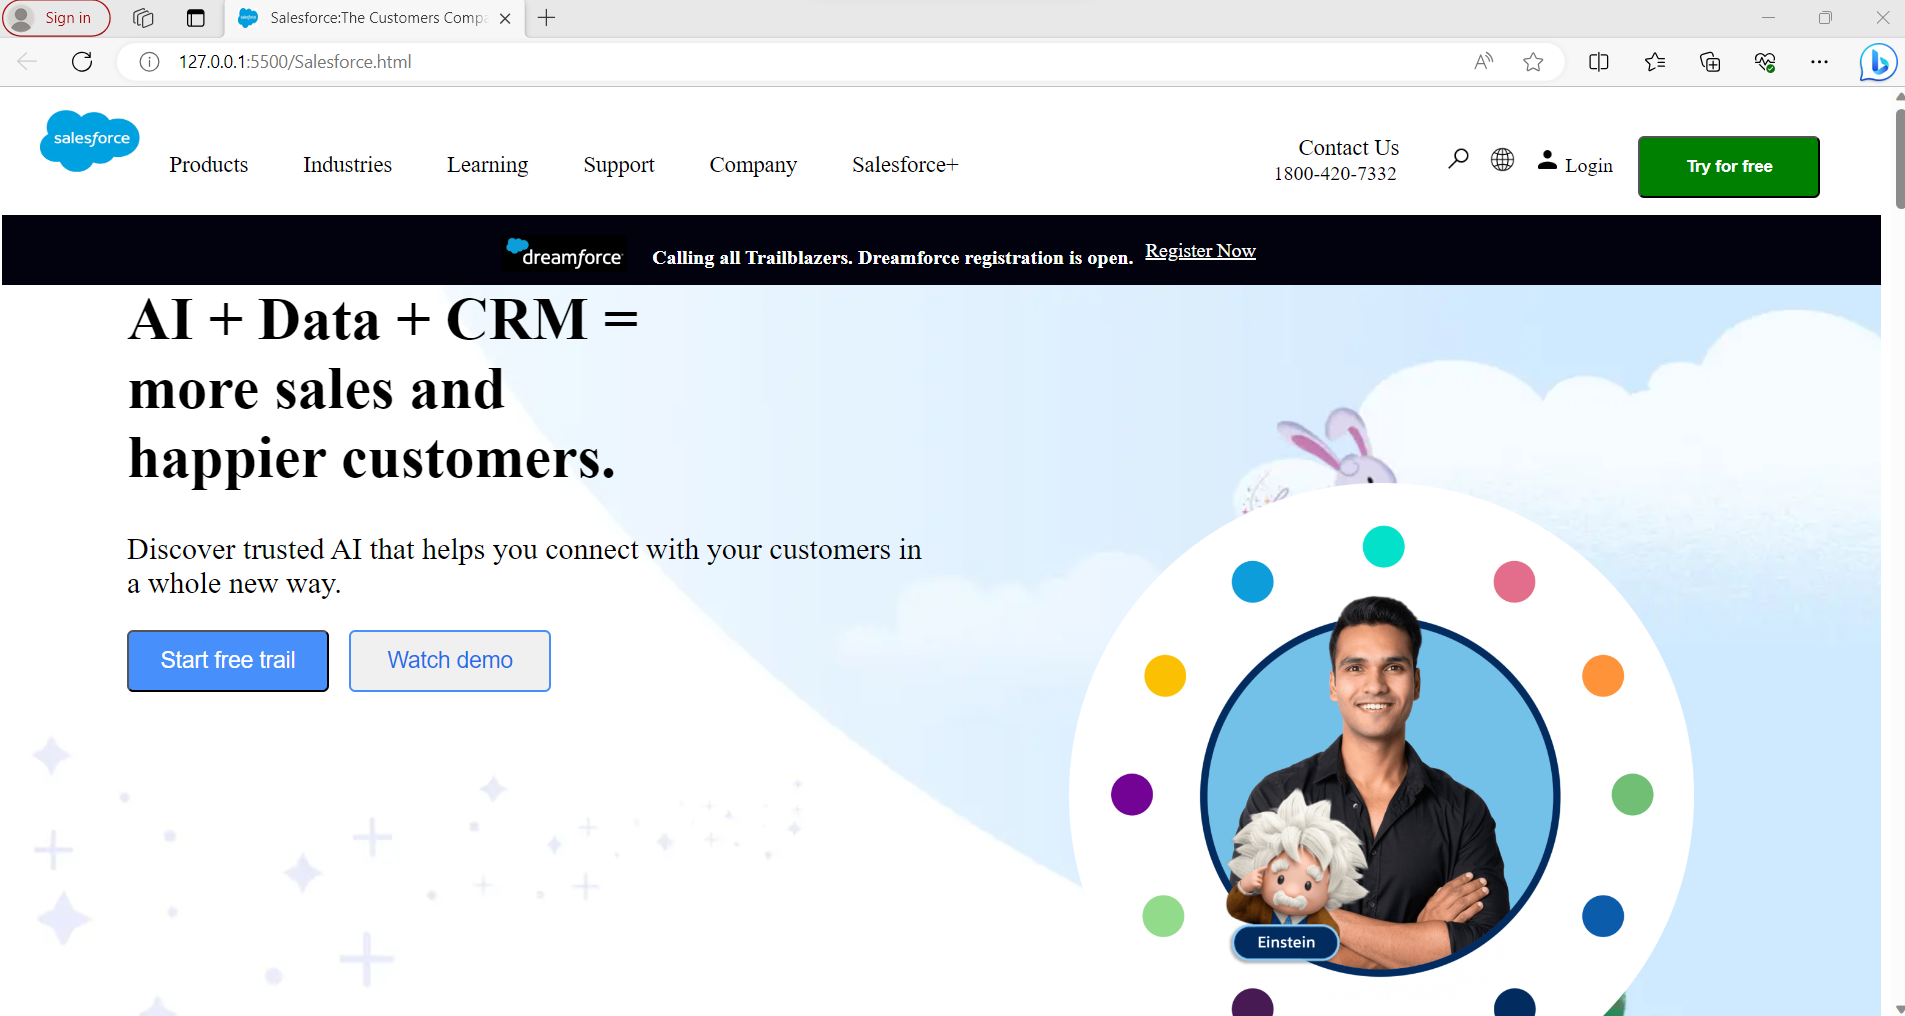 Sign in
Salesforce:The Customers Compa
127.0.0.1:5500/Salesforce.html
salesforce
Products
Industries
Learning
Support
Company
Salesforce+
Contact Us
1800-420-7332
Login
Try for free
dreamforce
Calling all Trailblazers. Dreamforce registration is open.
Register Now
AI + Data + CRM =
more sales and
happier customers.
Discover trusted AI that helps you connect with your customers in
a whole new way.
Start free trail
Watch demo
Einstein